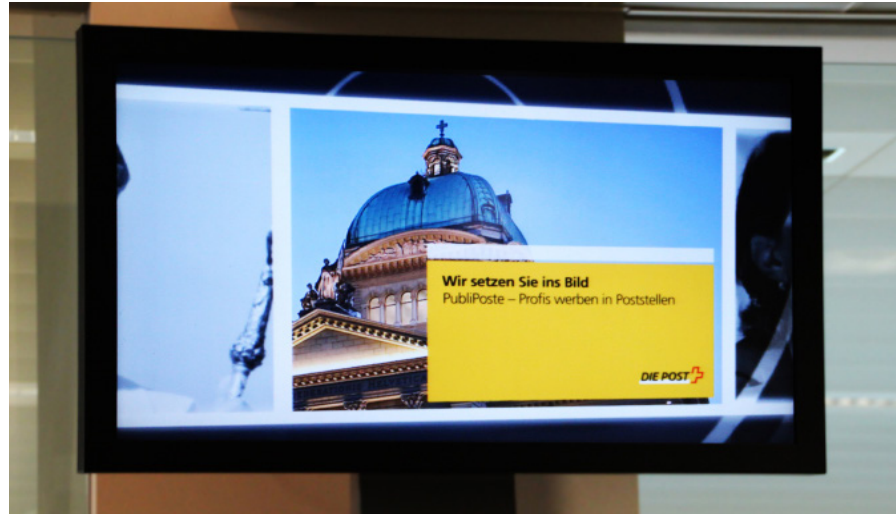 Wir setzen Sie ins Bild
PubliPoste – Profis werben in Poststellen
DIE POST